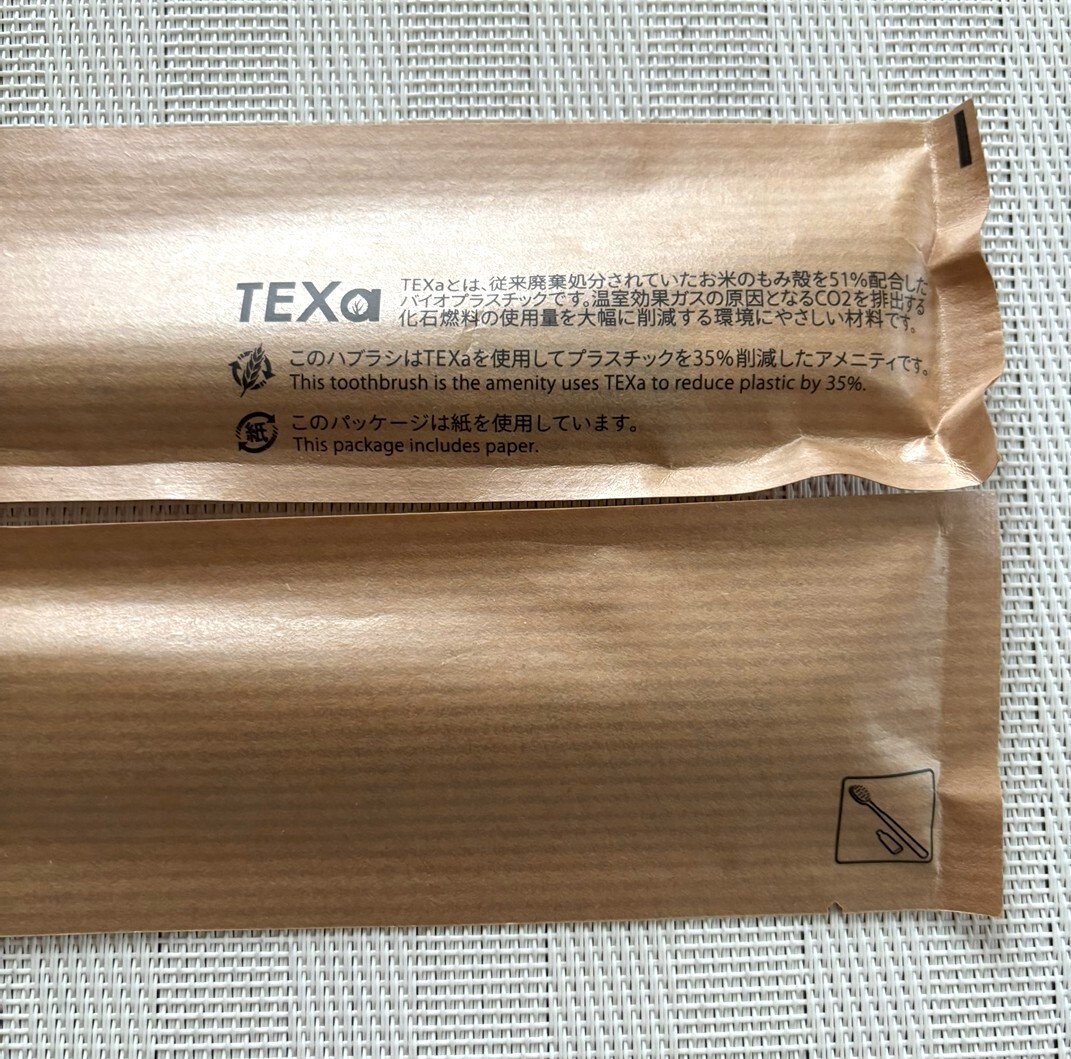 TEXa
TEXaとは、従来廃棄処分されていたお米のもみ殻を51%配合した
バイオプラスチックです。温室効果ガスの原因となるCO2を排出する
化石燃料の使用量を大幅に削減する環境にやさしい材料です。
このハブラシはTEXaを使用してプラスチックを35%削減したアメニティです。
This toothbrush is the amenity uses TEXa to reduce plastic by 35%.
紙
このパッケージは紙を使用しています。
This package includes paper.